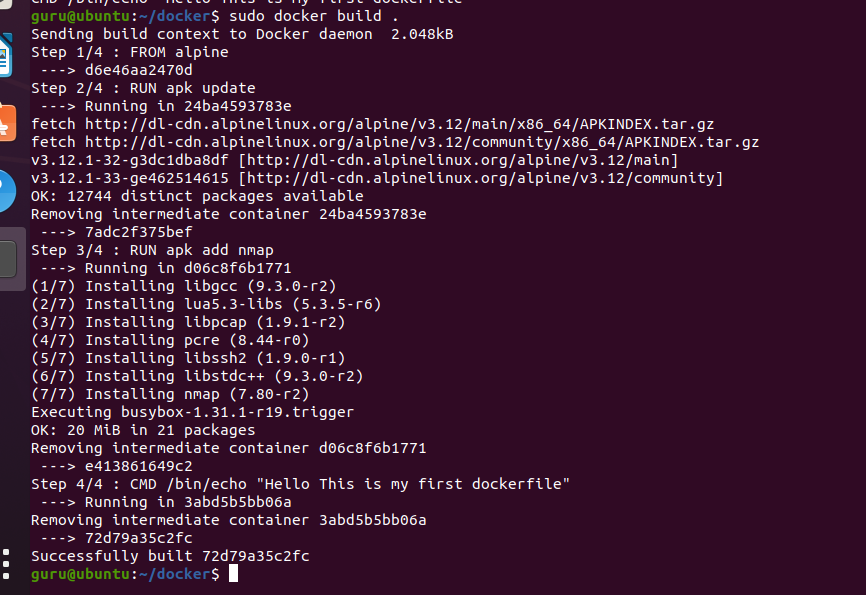 CMD /bin/echo "Hello This is my first dockerfile"
guru@ubuntu:~/docker$ sudo docker build .
Sending build context to Docker daemon  2.048kB
Step 1/4 : FROM alpine
 ---> d6e46aa2470d
Step 2/4 : RUN apk update
 ---> Running in 24ba4593783e
fetch http://dl-cdn.alpinelinux.org/alpine/v3.12/main/x86_64/APKINDEX.tar.gz
fetch http://dl-cdn.alpinelinux.org/alpine/v3.12/community/x86_64/APKINDEX.tar.gz
v3.12.1-32-g3dc1dba8df [http://dl-cdn.alpinelinux.org/alpine/v3.12/main]
v3.12.1-33-ge462514615 [http://dl-cdn.alpinelinux.org/alpine/v3.12/community]
OK: 12744 distinct packages available
Removing intermediate container 24ba4593783e
 ---> 7adc2f375bef
Step 3/4 : RUN apk add nmap
 ---> Running in d06c8f6b1771
(1/7) Installing libgcc (9.3.0-r2)
(2/7) Installing lua5.3-libs (5.3.5-r6)
(3/7) Installing libpcap (1.9.1-r2)
(4/7) Installing pcre (8.44-r0)
(5/7) Installing libssh2 (1.9.0-r1)
(6/7) Installing libstdc++ (9.3.0-r2)
(7/7) Installing nmap (7.80-r2)
Executing busybox-1.31.1-r19.trigger
OK: 20 MiB in 21 packages
Removing intermediate container d06c8f6b1771
 ---> e413861649c2
Step 4/4 : CMD /bin/echo "Hello This is my first dockerfile"
 ---> Running in 3abd5b5bb06a
Removing intermediate container 3abd5b5bb06a
 ---> 72d79a35c2fc
Successfully built 72d79a35c2fc
guru@ubuntu:~/docker$